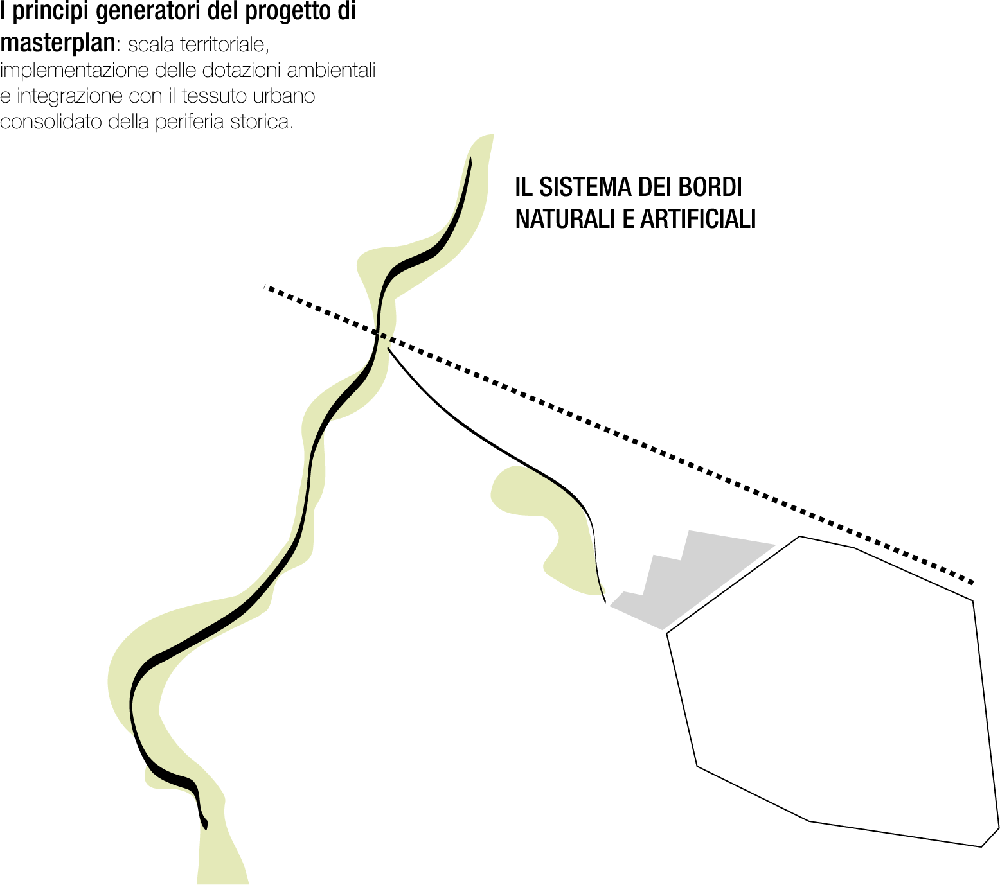 I principi generatori del progetto di
masterplan: scala territoriale,
implementazione delle dotazioni ambientali
e integrazione con il tessuto urbano
consolidato della periferia storica.
IL SISTEMA DEI BORDI
NATURALI E ARTIFICIALI